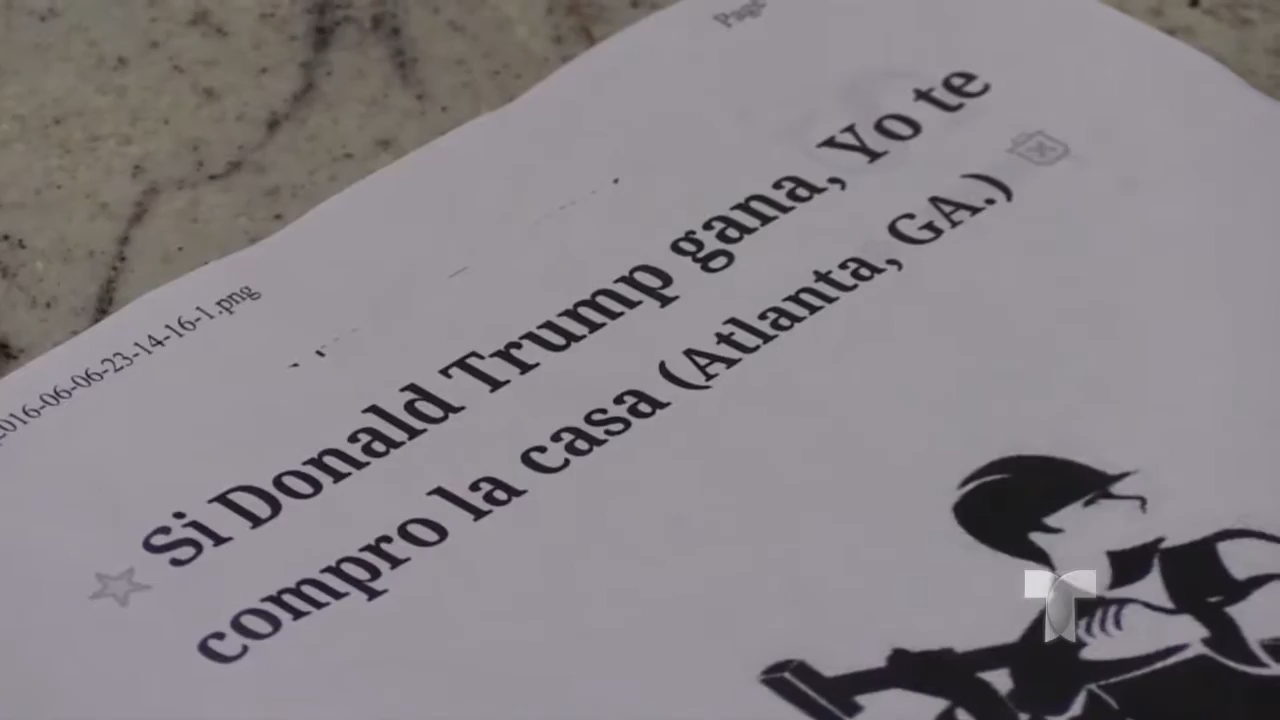 Page
2016-06-06-23-14-16-1.png
Si Donald Trump gana, Yo te
compro la casa (Atlanta, GA.)